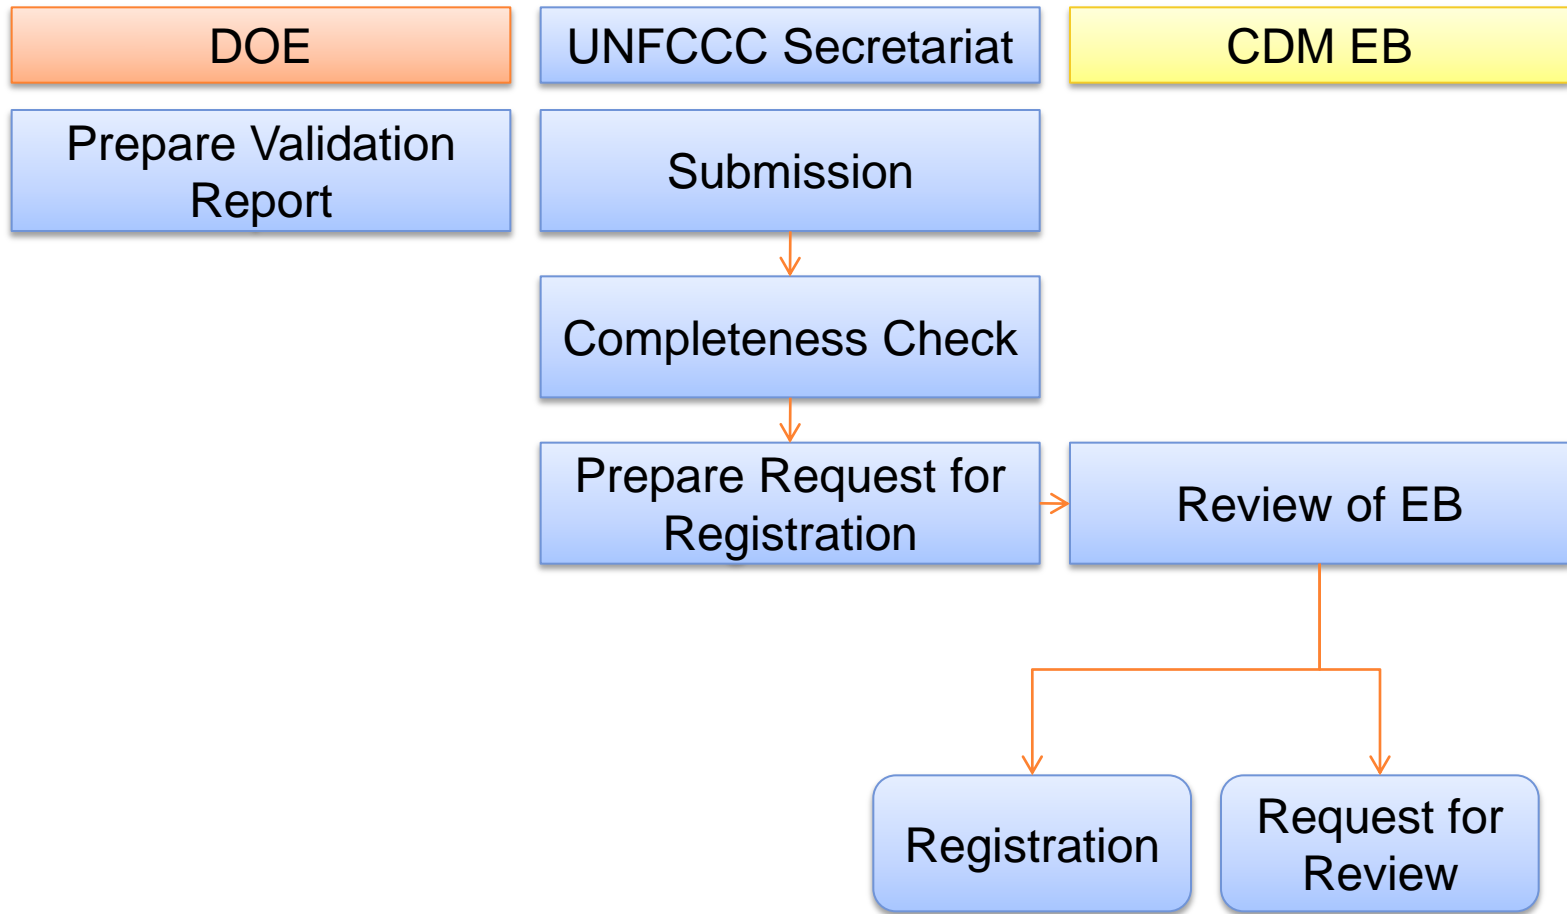 DOE
UNFCCC Secretariat
CDM EB
Prepare Validation
Report
Submission
Completeness Check
Prepare Request for
Registration
Review of EB
Registration
Request for
Review